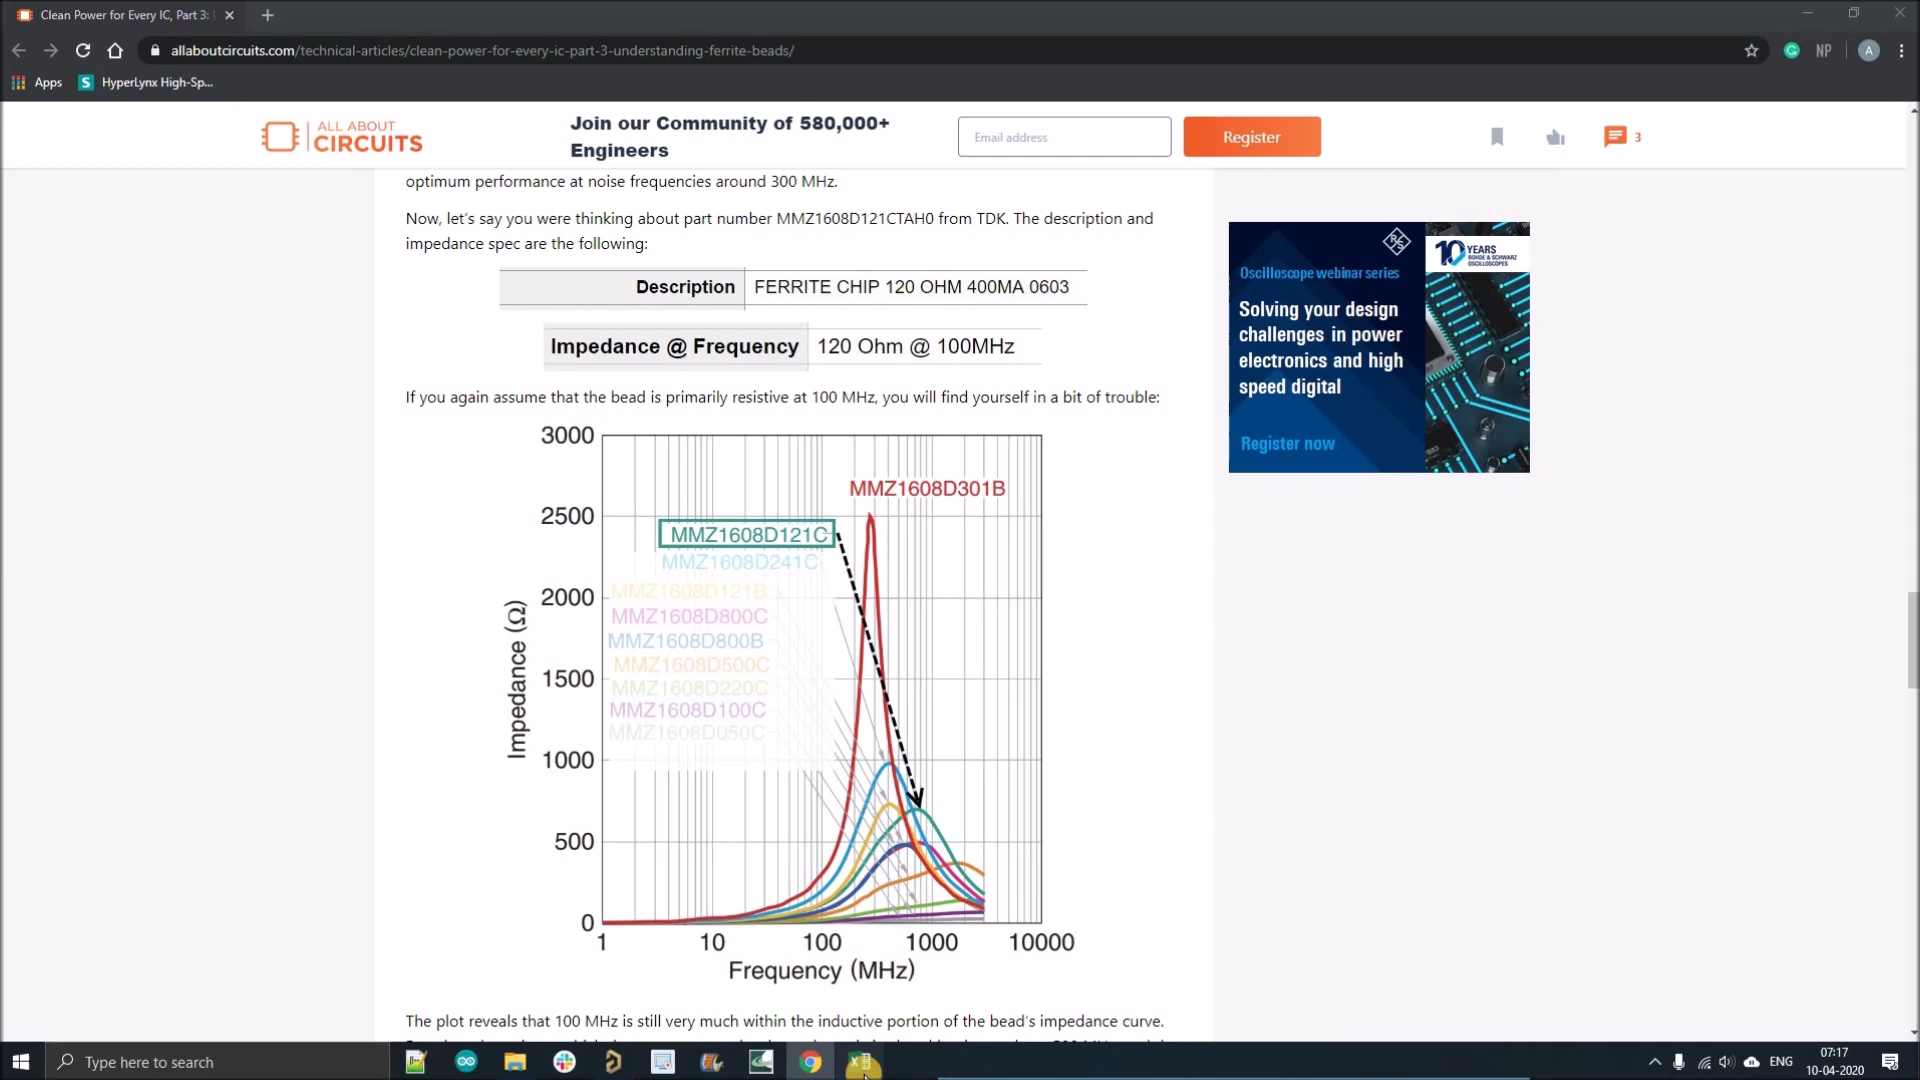 Clean Power for Every IC, Part 3: U
allaboutcircuits.com/technical-articles/clean-power-for-every-ic-part-3-understanding-ferrite-beads/
NP
A
Apps
S HyperLynx High-Sp...
ALL ABOUT
CIRCUITS
Join our Community of 580,000+
Engineers
Email address
Register
3
optimum performance at noise frequencies around 300 MHz.
Now, let's say you were thinking about part number MMZ1608D121CTAH0 from TDK. The description and
impedance spec are the following:
Description FERRITE CHIP 120 OHM 400MA 0603
Impedance @ Frequency 120 Ohm @ 100MHz
If you again assume that the bead is primarily resistive at 100 MHz, you will find yourself in a bit of trouble:
3000
2500
2000
1500
1000
500
0
Impedance (Ω)
MMZ1608D301B
MMZ1608D121C
MMZ1608D241C
MMZ1608D121B
MMZ1608D800C
MMZ1608D800B
MMZ1608D500C
MMZ1608D220C
MMZ1608D100C
MMZ1608D050C
1 10 100 1000 10000
Frequency (MHz)
The plot reveals that 100 MHz is still very much within the inductive portion of the bead's impedance curve.
R&S
10 YEARS
ROHDE & SCHWARZ
OSCILLOSCOPES
Oscilloscope webinar series
Solving your design
challenges in power
electronics and high
speed digital
Register now
Type here to search
ENG
07:17
10-04-2020